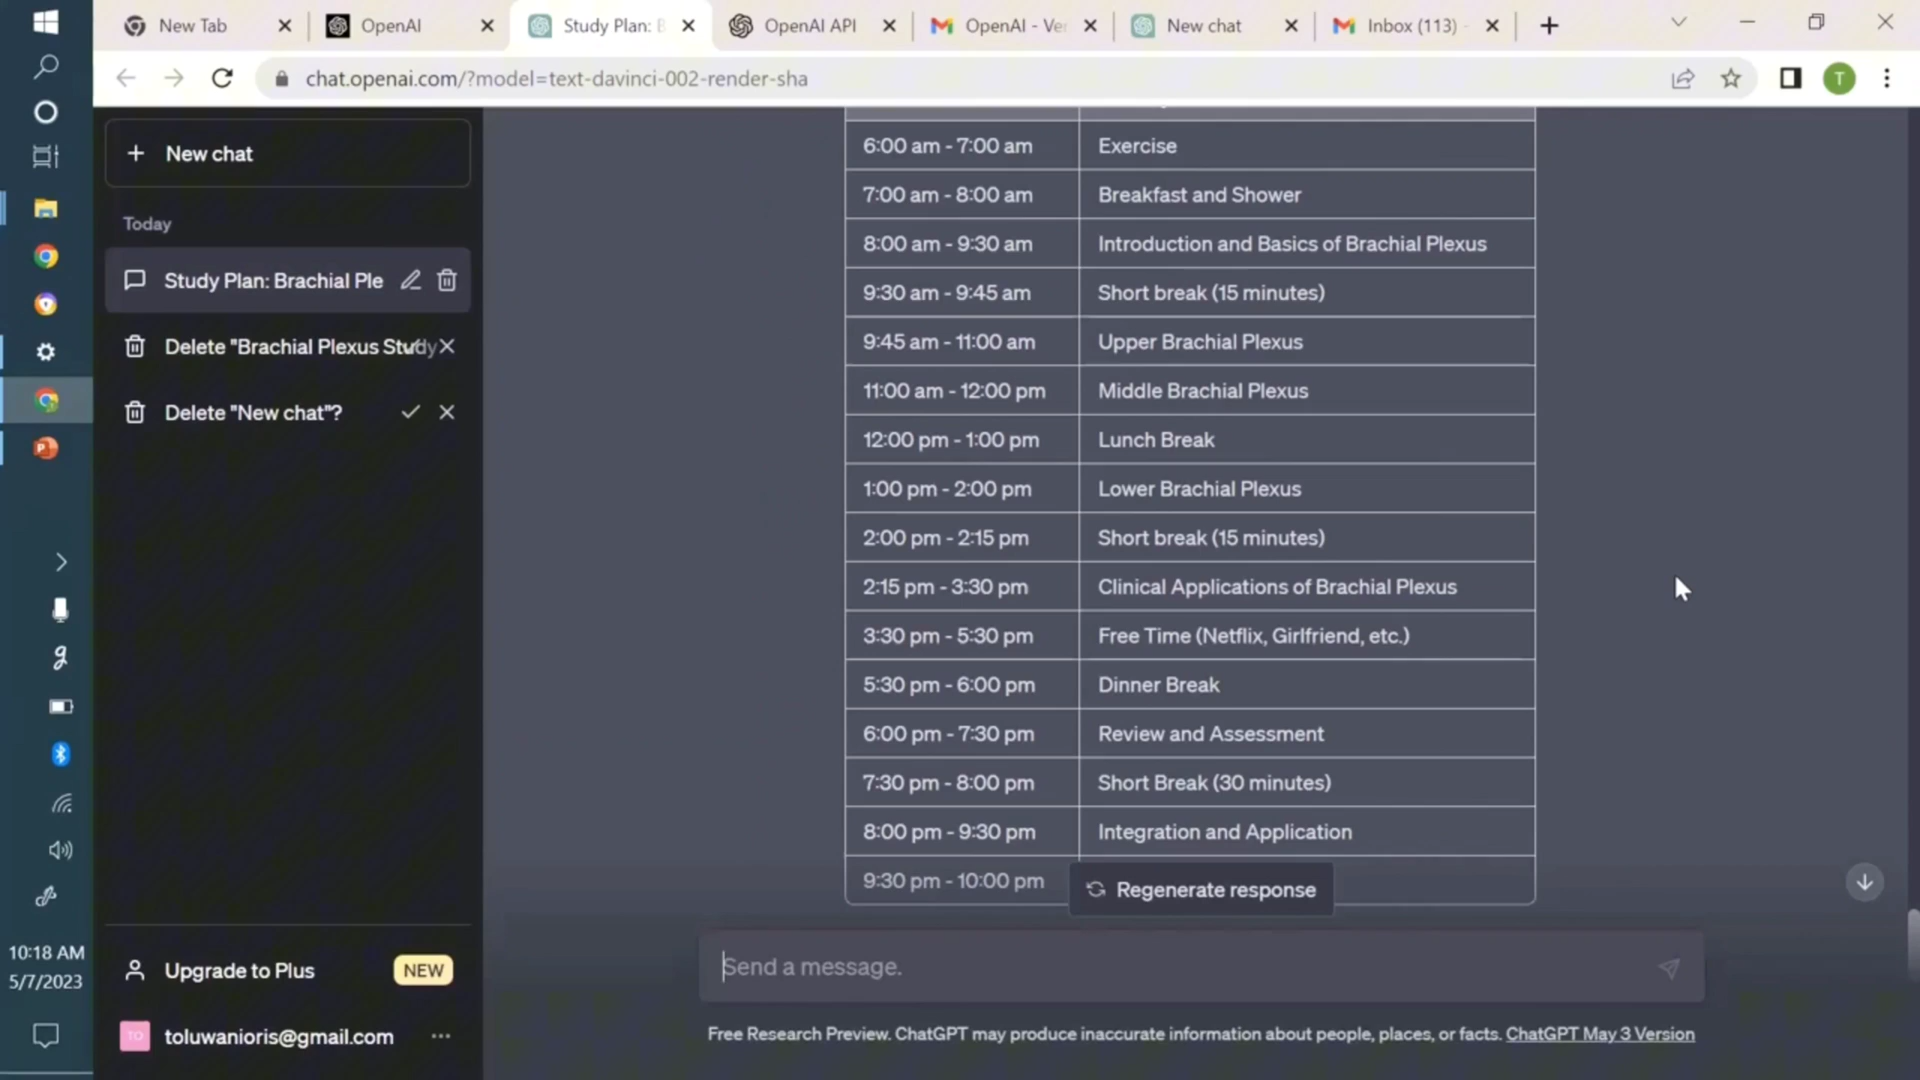 New Tab
OpenAI
Study Plan: B
OpenAI API
OpenAI - Ver
New chat
Inbox (113) -
chat.openai.com/?model=text-davinci-002-render-sha
T
New chat
Today
Study Plan: Brachial Ple
Delete "Brachial Plexus Study
Delete "New chat"?
6:00 am - 7:00 am Exercise
7:00 am - 8:00 am Breakfast and Shower
8:00 am - 9:30 am Introduction and Basics of Brachial Plexus
9:30 am - 9:45 am Short break (15 minutes)
9:45 am - 11:00 am Upper Brachial Plexus
11:00 am - 12:00 pm Middle Brachial Plexus
12:00 pm - 1:00 pm Lunch Break
1:00 pm - 2:00 pm Lower Brachial Plexus
2:00 pm - 2:15 pm Short break (15 minutes)
2:15 pm - 3:30 pm Clinical Applications of Brachial Plexus
3:30 pm - 5:30 pm Free Time (Netflix, Girlfriend, etc.)
5:30 pm - 6:00 pm Dinner Break
6:00 pm - 7:30 pm Review and Assessment
7:30 pm - 8:00 pm Short Break (30 minutes)
8:00 pm - 9:30 pm Integration and Application
9:30 pm - 10:00 pm
Regenerate response
Send a message.
Free Research Preview. ChatGPT may produce inaccurate information about people, places, or facts. ChatGPT May 3 Version
Upgrade to Plus NEW
TO toluwanioris@gmail.com
10:18 AM
5/7/2023